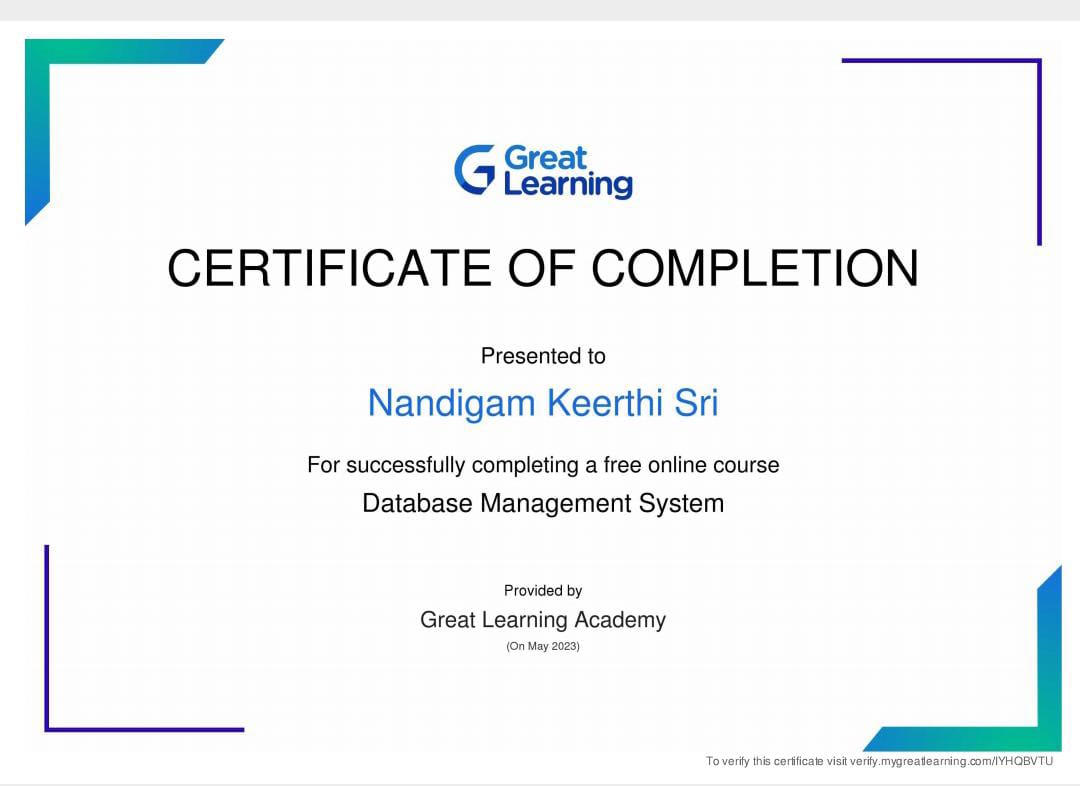 Great
Learning
CERTIFICATE OF COMPLETION
Presented to
Nandigam Keerthi Sri
For successfully completing a free online course
Database Management System
Provided by
Great Learning Academy
(On May 2023)
To verify this certificate visit verify.mygreatlearning.com/IYHQBVTU